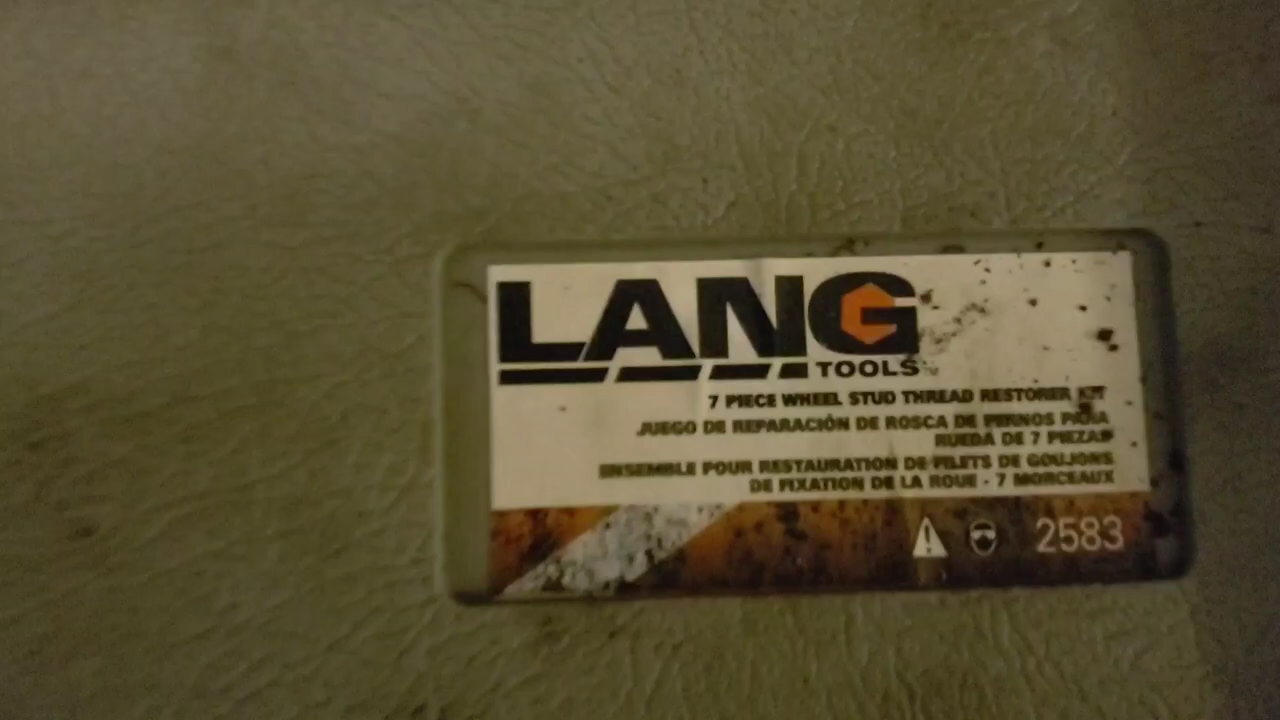 LANG
TOOLS™
7 PIECE WHEEL STUD THREAD RESTORER KIT
JUEGO DE REPARACIÓN DE ROSCA DE PERNOS PARA
RUEDA DE 7 PIEZAS
ENSEMBLE POUR RESTAURATION DE FILETS DE GOUJONS
DE FIXATION DE LA ROUE - 7 MORCEAUX
2583